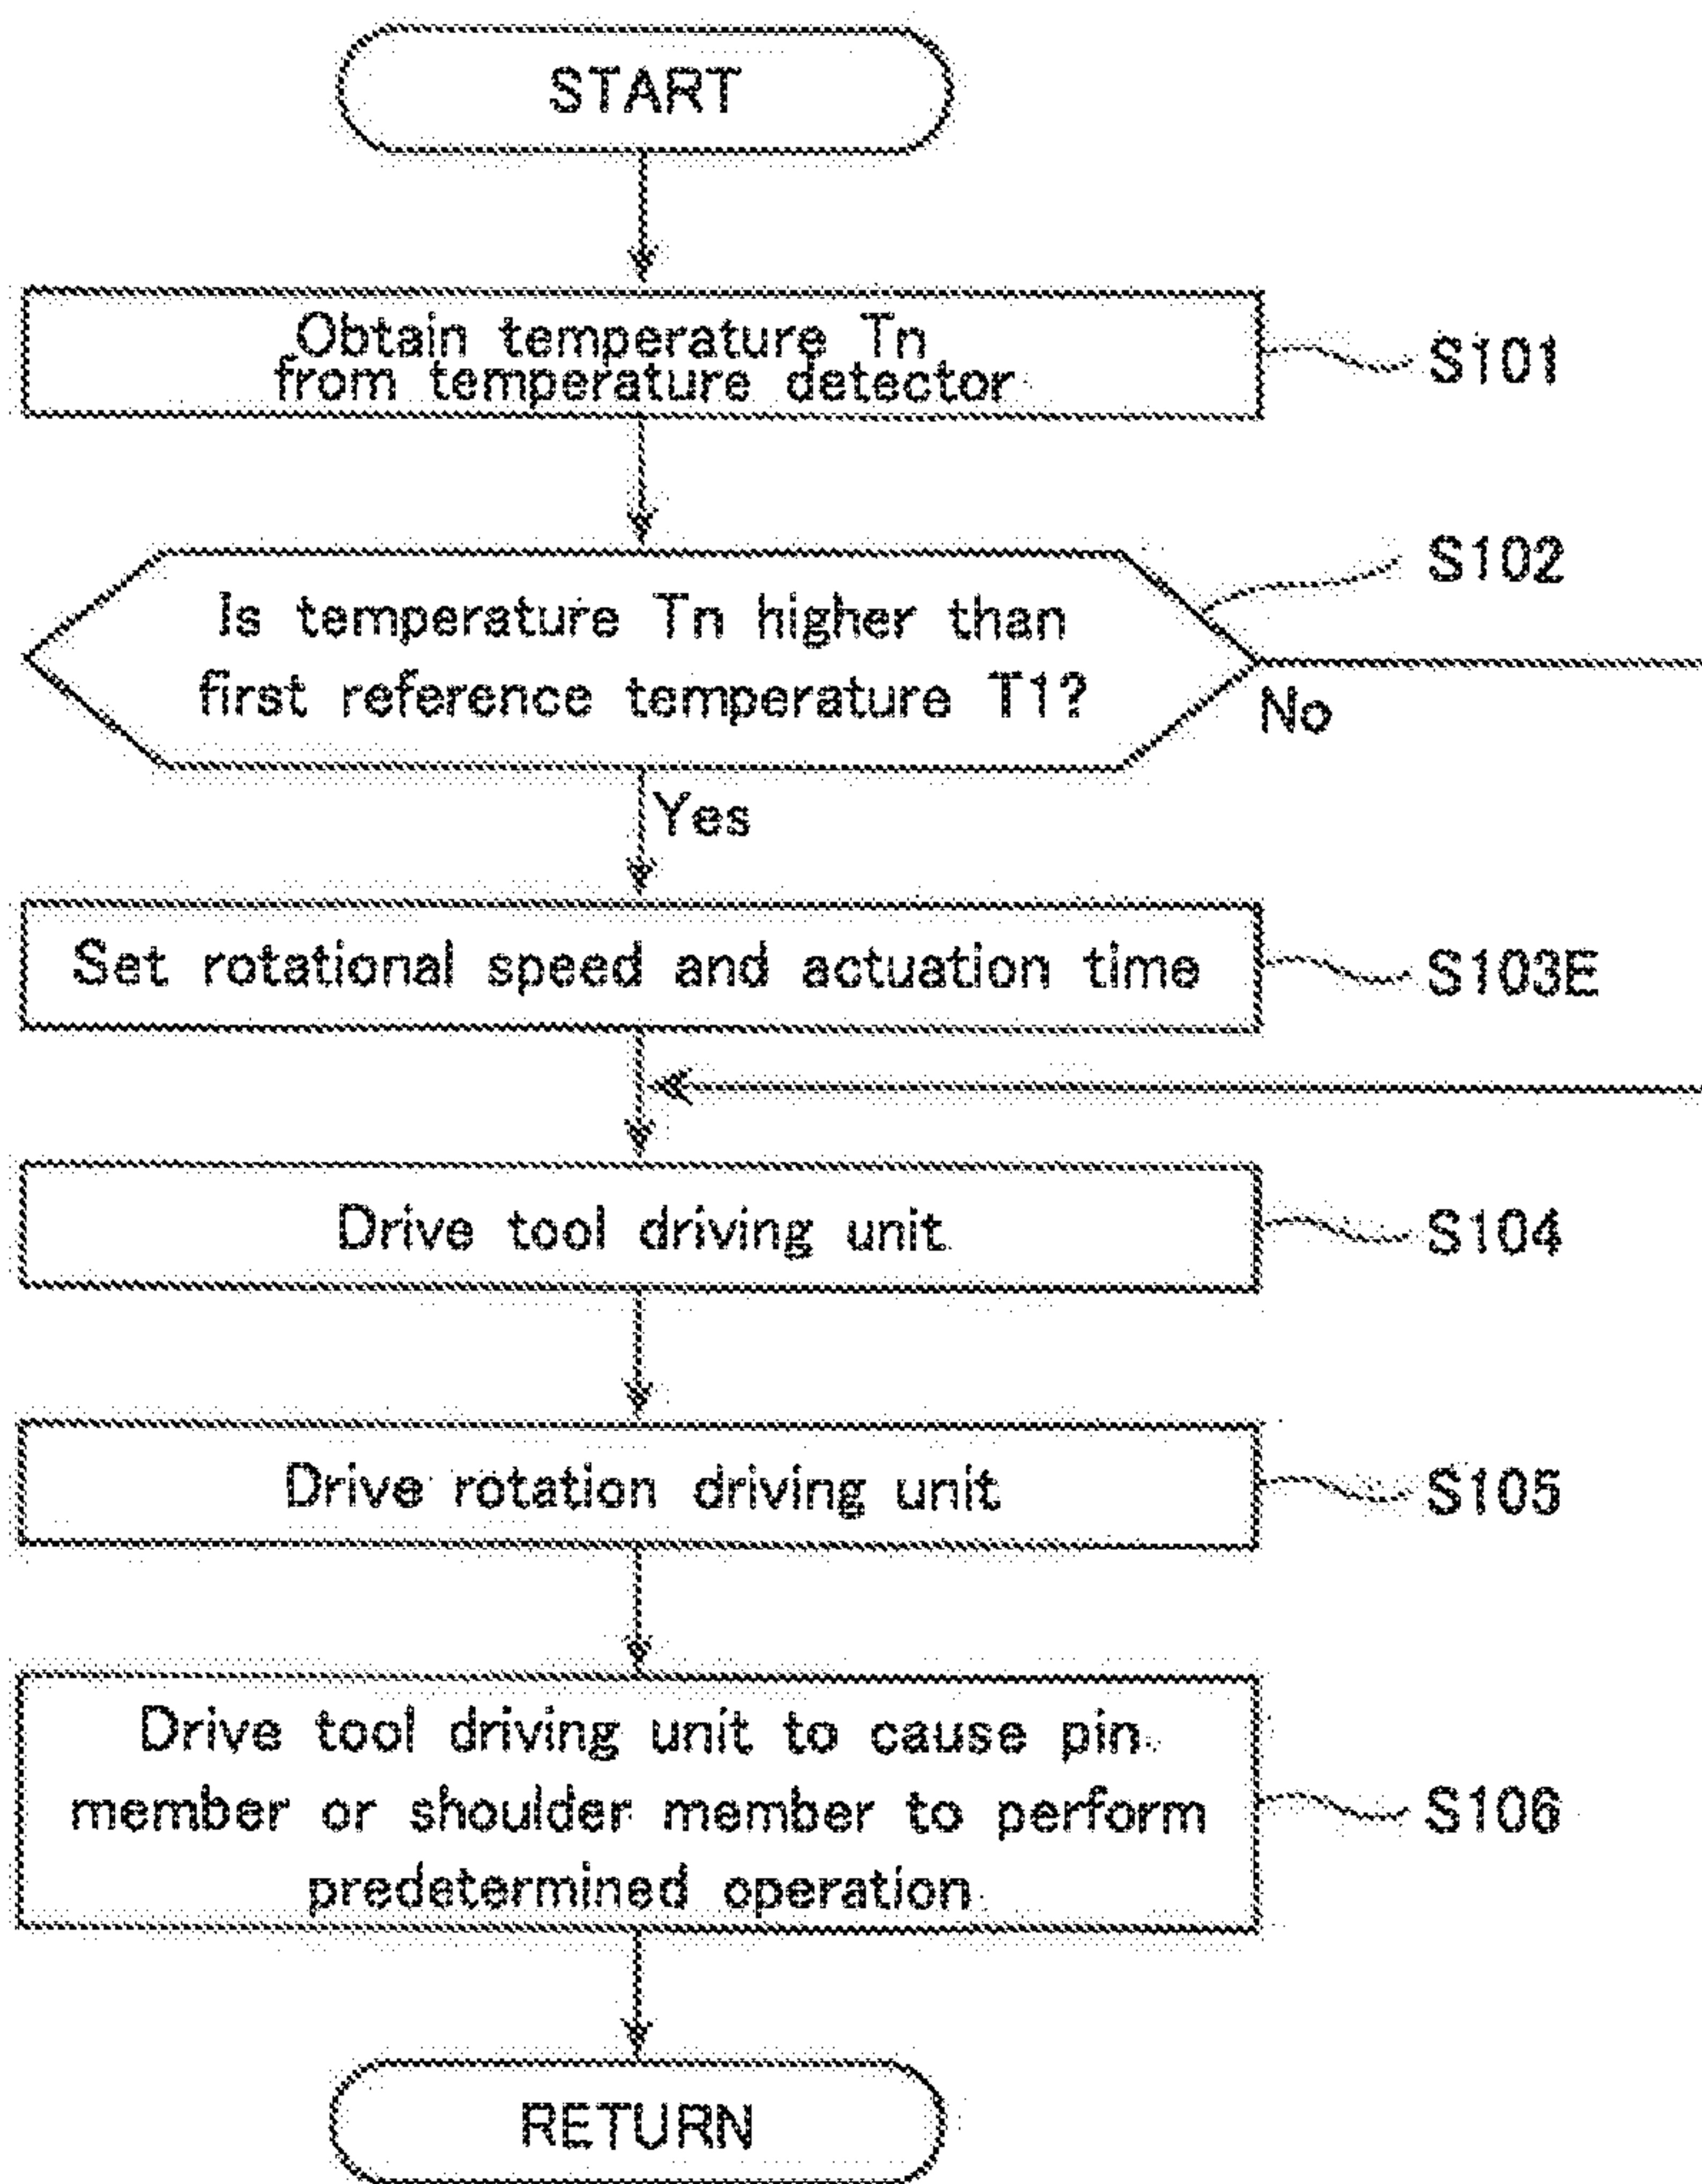 START
Obtain temperature Tn
from temperature detector
S101
S102
Is temperature Tn higher than
first reference temperature T1?
No
Yes
Set rotational speed and actuation time
S103E
Drive tool driving unit
S104
Drive rotation driving unit
S105
Drive tool driving unit to cause pin
member or shoulder member to perform
predetermined operation
S106
RETURN